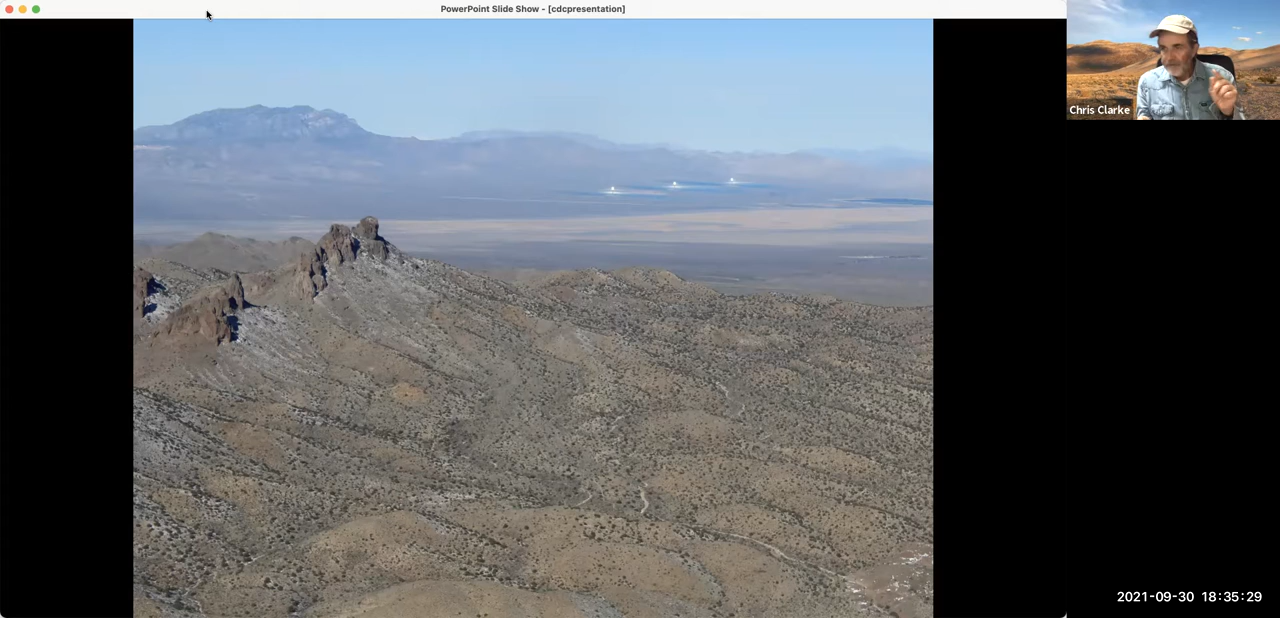 PowerPoint Slide Show - [cdcpresentation]
Chris Clarke
2021-09-30 18:35:29